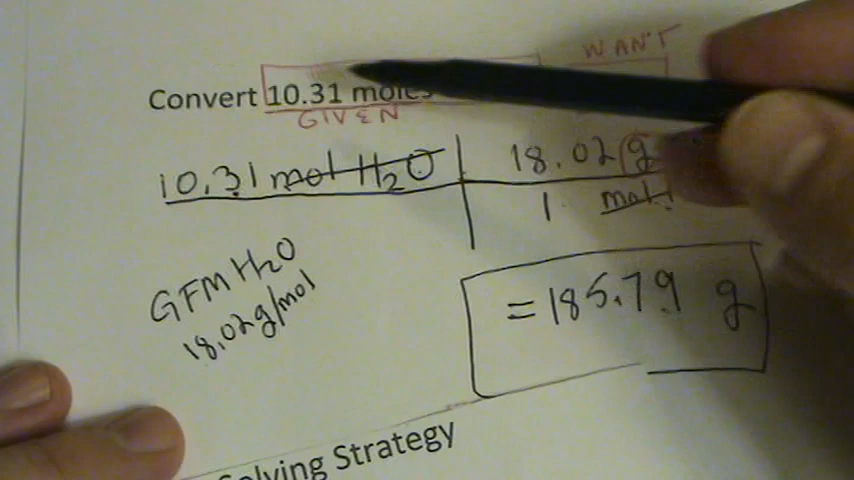 WANT
Convert 10.31 moles
GIVEN
10.31 mol H₂O 18.02 g
1 mol
GFM H₂O
18.02 g/mol
= 185.79 g
Solving Strategy